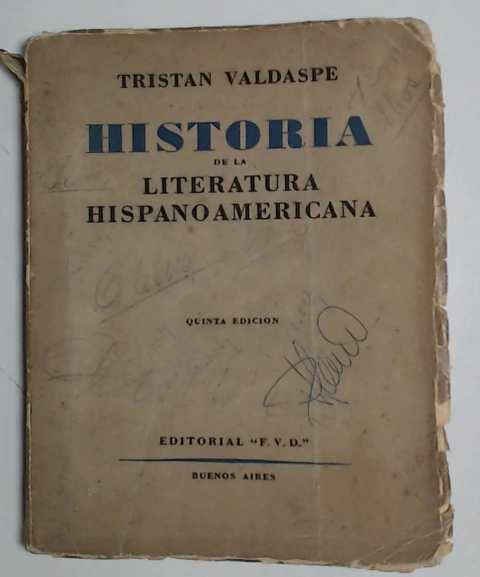 TRISTAN VALDASPE
HISTORIA
DE LA
LITERATURA
HISPANOAMERICANA
QUINTA EDICION
EDITORIAL "F. V. D."
BUENOS AIRES